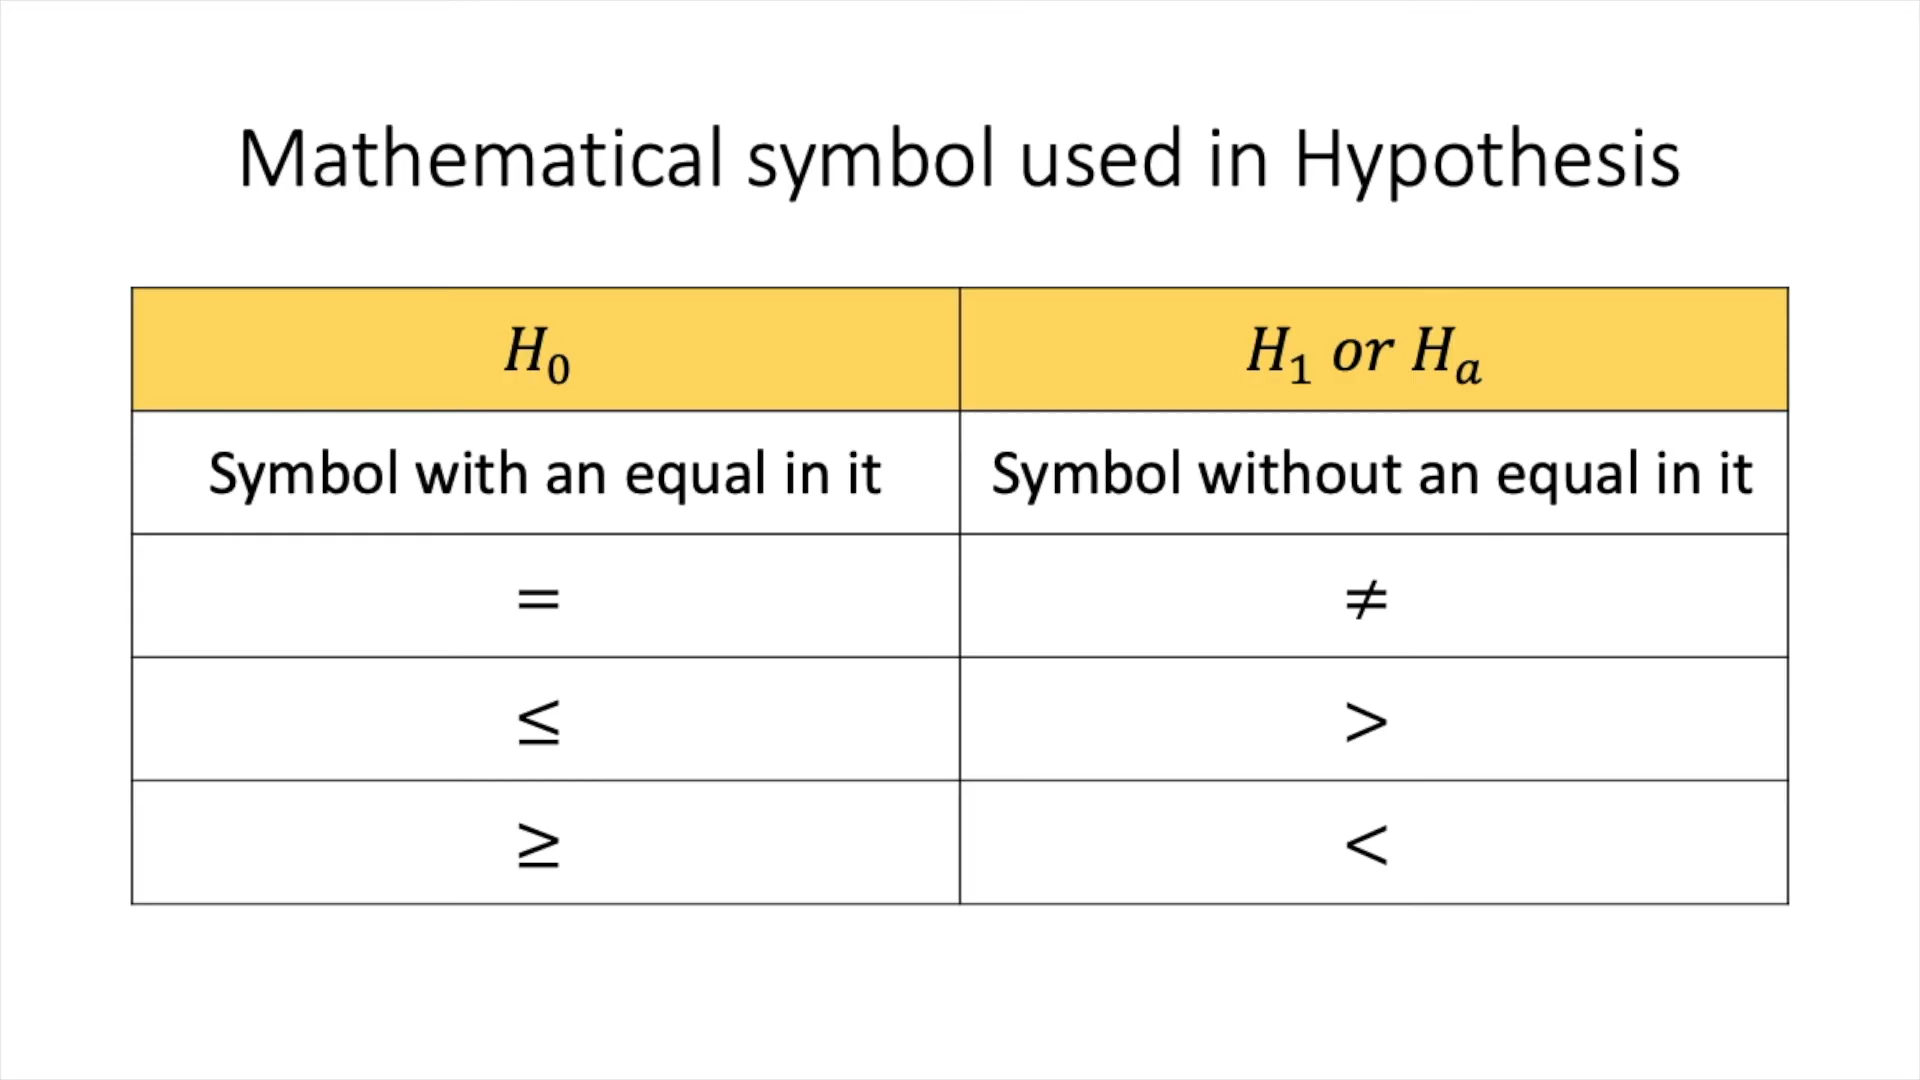 Mathematical symbol used in Hypothesis
H₀ H₁ or Hₐ
Symbol with an equal in it Symbol without an equal in it
= ≠
≤ >
≥ <